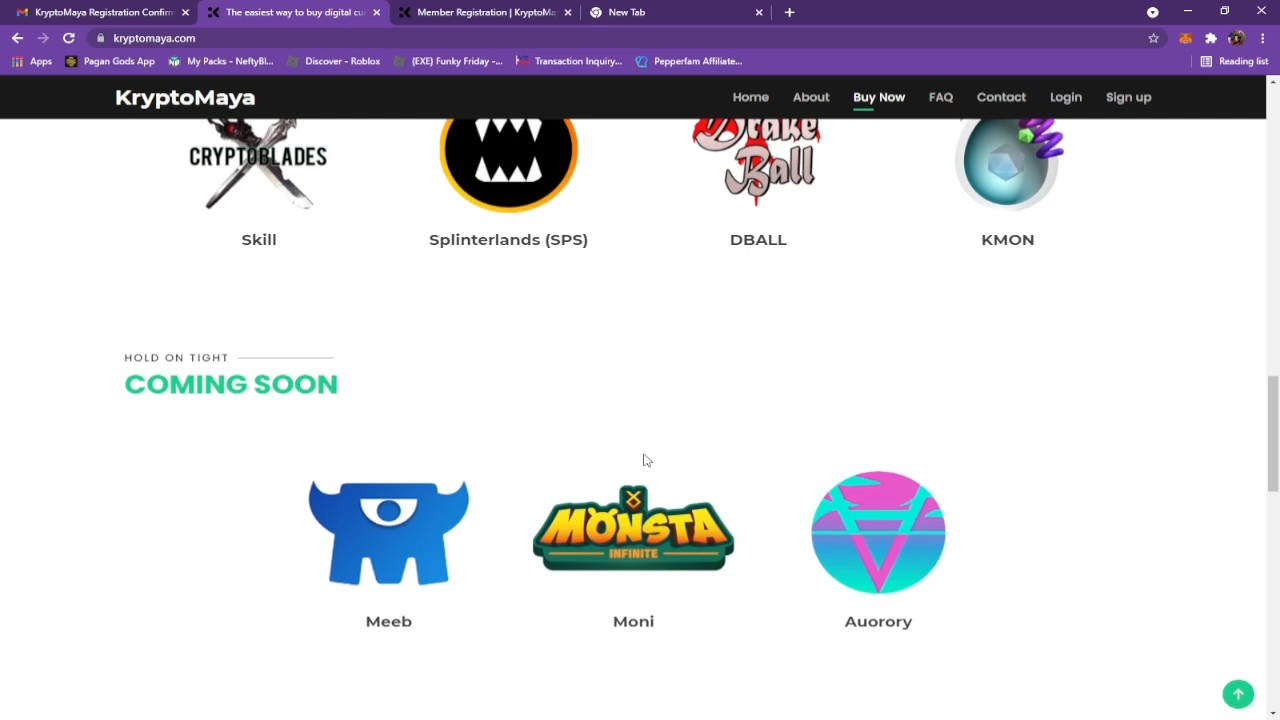 KryptoMaya Registration Confirm
The easiest way to buy digital cu
Member Registration | KryptoMa
New Tab
kryptomaya.com
Apps
Pagan Gods App
My Packs - NeftyBl...
Discover - Roblox
(EXE) Funky Friday -...
Transaction Inquiry...
Pepperfam Affiliate...
Reading list
KryptoMaya
Home
About
Buy Now
FAQ
Contact
Login
Sign up
CRYPTOBLADES
Drake
Ball
Skill
Splinterlands (SPS)
DBALL
KMON
HOLD ON TIGHT
COMING SOON
MONSTA
INFINITE
Meeb
Moni
Auorory